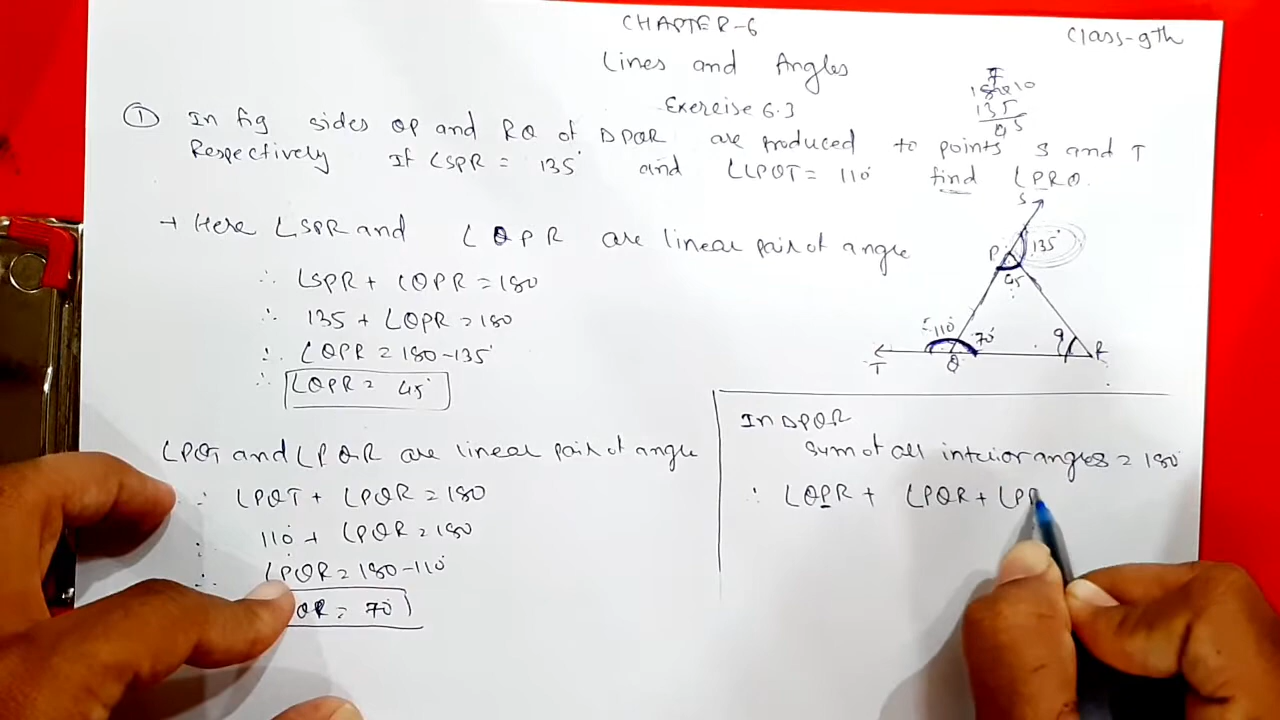 CHAPTER-6
Class-9th
Lines and Angles
Exercise 6.3
① In fig sides QP and RQ of ΔPQR are produced to points S and T
Respectively If ∠SPR = 135° and ∠LPQT = 110° find ∠PRQ.
135
→ Here ∠SPR and ∠QPR are linear pair of angle
∴ ∠SPR + ∠QPR = 180
∴ 135 + ∠QPR = 180
∴ ∠QPR = 180-135°
∴ ∠QPR = 45°
∠PQT and ∠PQR are linear pair of angle
∴ ∠PQT + ∠PQR = 180
110 + ∠PQR = 180
∴ ∠PQR = 180-110°
QR = 70°
S
P 135°
45
110° 70°
T Q R
In ΔPQR
Sum of all interior angles = 180°
∴ ∠QPR + ∠PQR + ∠PR